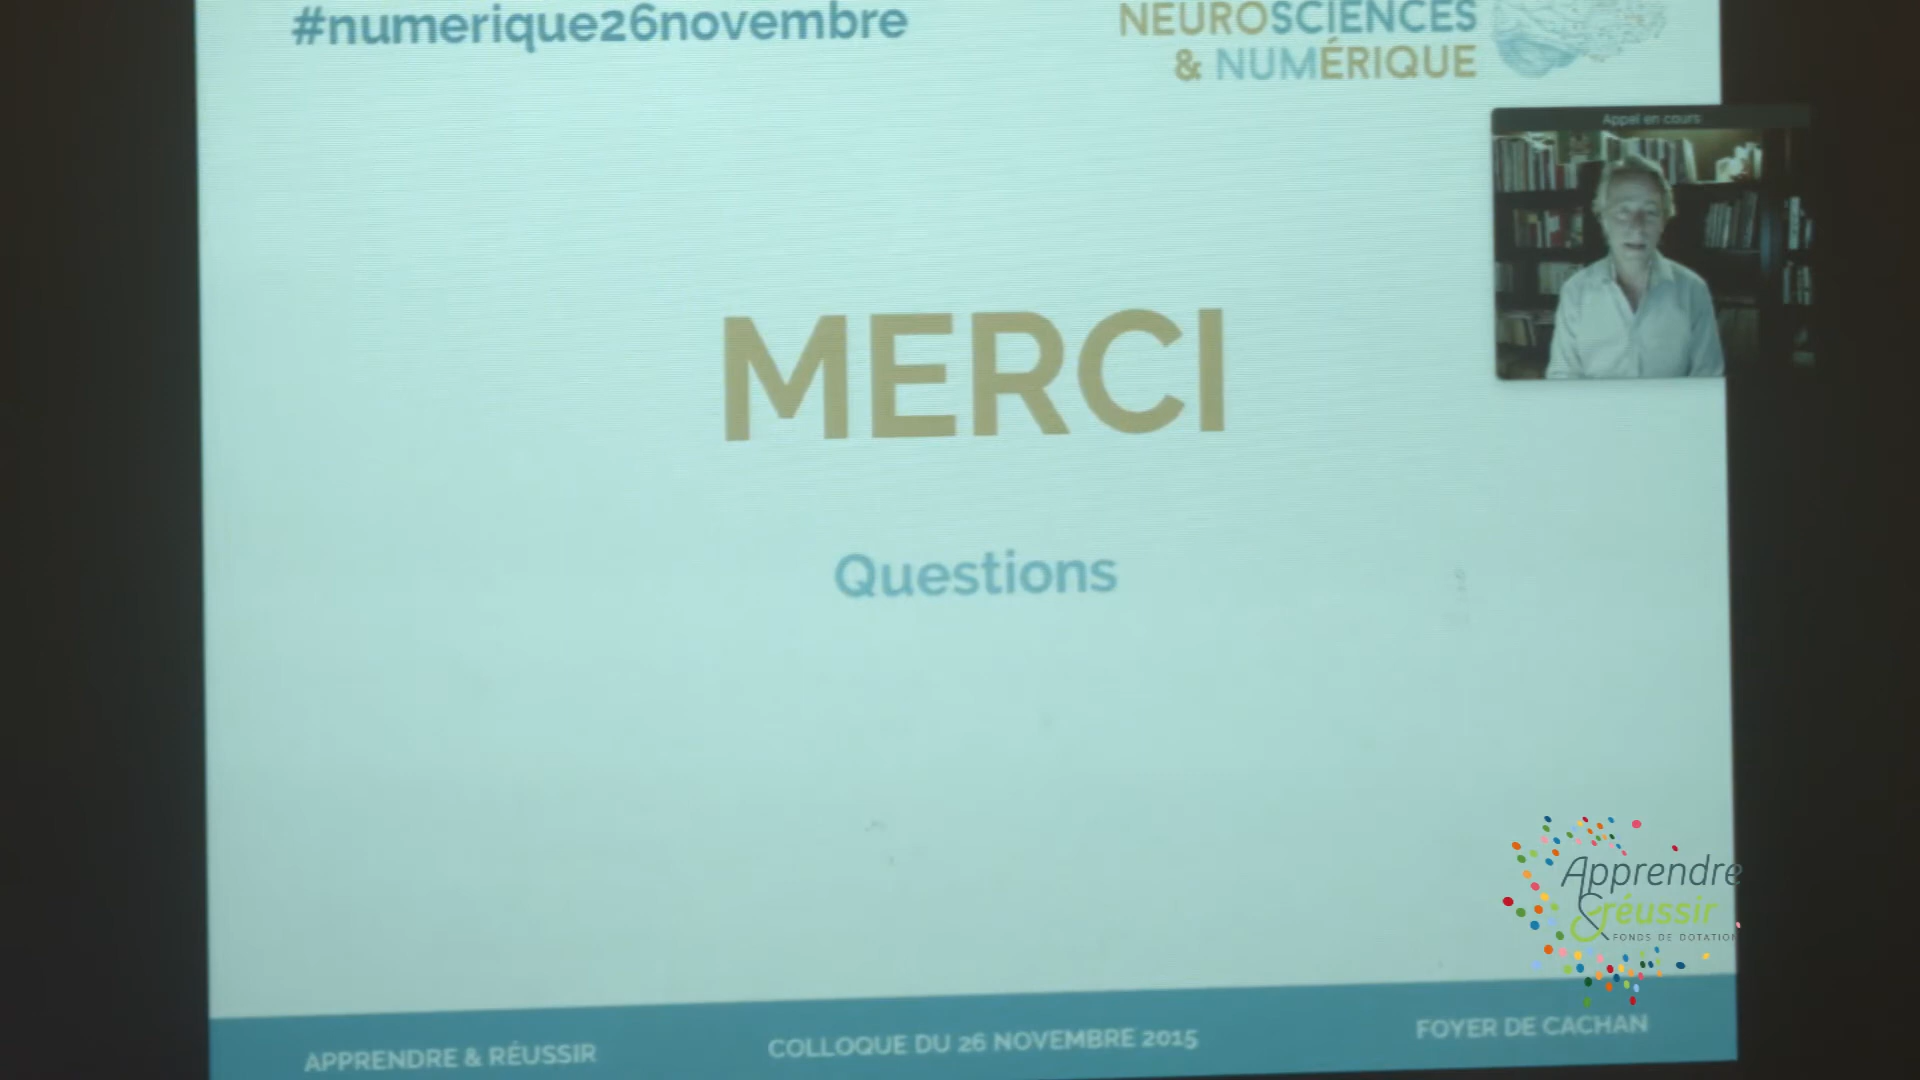 #numerique26novembre
NEUROSCIENCES
& NUMÉRIQUE
Appel en cours
MERCI
Questions
Apprendre
& réussir
FONDS DE DOTATION
APPRENDRE & RÉUSSIR
COLLOQUE DU 26 NOVEMBRE 2015
FOYER DE CACHAN